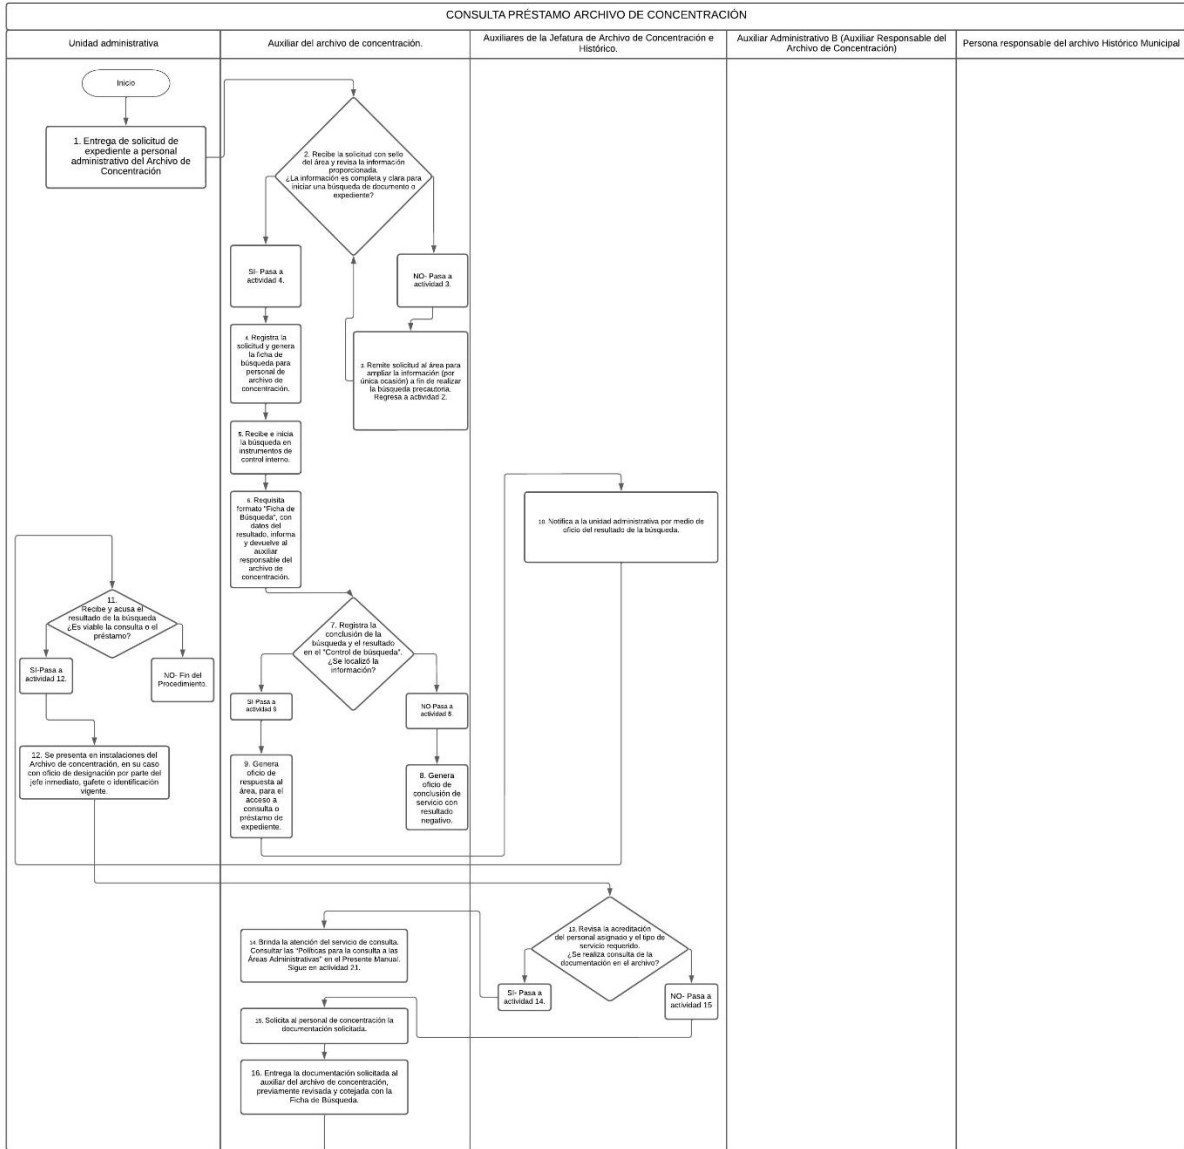 CONSULTA PRÉSTAMO ARCHIVO DE CONCENTRACIÓN
Unidad administrativa
Auxiliar del archivo de concentración.
Auxiliares de la Jefatura de Archivo de Concentración e
Histórico.
Auxiliar Administrativo B (Auxiliar Responsable del
Archivo de Concentración)
Persona responsable del archivo Histórico Municipal
Inicio
1. Entrega de solicitud de
expediente a personal
administrativo del Archivo de
Concentración
2. Recibe la solicitud con sello
del área y revisa la información
proporcionada.
¿La información es completa y clara para
iniciar una búsqueda de documento o
expediente?
SI- Pasa a
actividad 4.
NO- Pasa a
actividad 3.
4. Registra la
solicitud y genera
la ficha de
búsqueda para
personal de
archivo de
concentración.
3. Remite solicitud al área para
ampliar la información (por
única ocasión) a fin de realizar
la búsqueda precautoria.
Regresa a actividad 2.
5. Recibe e inicia
la búsqueda en
instrumentos de
control interno.
6. Requisita
formato "Ficha de
Búsqueda", con
datos del
resultado, informa
y devuelve al
auxiliar
responsable del
archivo de
concentración.
10. Notifica a la unidad administrativa por medio de
oficio del resultado de la búsqueda.
11.
Recibe y acusa el
resultado de la búsqueda
¿Es viable la consulta o el
préstamo?
SI-Pasa a
actividad 12.
NO- Fin del
Procedimiento.
7. Registra la
conclusión de la
búsqueda y el resultado
en el "Control de búsqueda".
¿Se localizó la
información?
SI-Pasa a
actividad 9
NO-Pasa a
actividad 8.
12. Se presenta en instalaciones del
Archivo de concentración, en su caso
con oficio de designación por parte del
jefe inmediato, gafete o identificación
vigente.
9. Genera
oficio de
respuesta al
área, para el
acceso a
consulta o
préstamo de
expediente.
8. Genera
oficio de
conclusión de
servicio con
resultado
negativo.
13. Revisa la acreditación
del personal asignado y el tipo de
servicio requerido.
¿Se realiza consulta de la
documentación en el archivo?
14. Brinda la atención del servicio de consulta.
Consultar las "Políticas para la consulta a las
Áreas Administrativas" en el Presente Manual.
Sigue en actividad 21.
SI- Pasa a
actividad 14.
NO- Pasa a
actividad 15
15. Solicita al personal de concentración la
documentación solicitada.
16. Entrega la documentación solicitada al
auxiliar del archivo de concentración,
previamente revisada y cotejada con la
Ficha de Búsqueda.